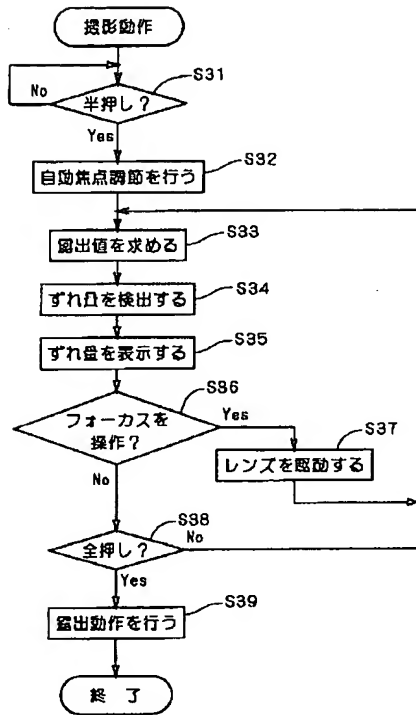 撮影動作
S31
No
半押し?
Yes
S32
自動焦点調節を行う
S33
露出値を求める
S34
ずれ量を検出する
S35
ずれ量を表示する
S36
フォーカスを
操作?
Yes
S37
レンズを駆動する
No
S38
全押し?
No
Yes
S39
露出動作を行う
終了